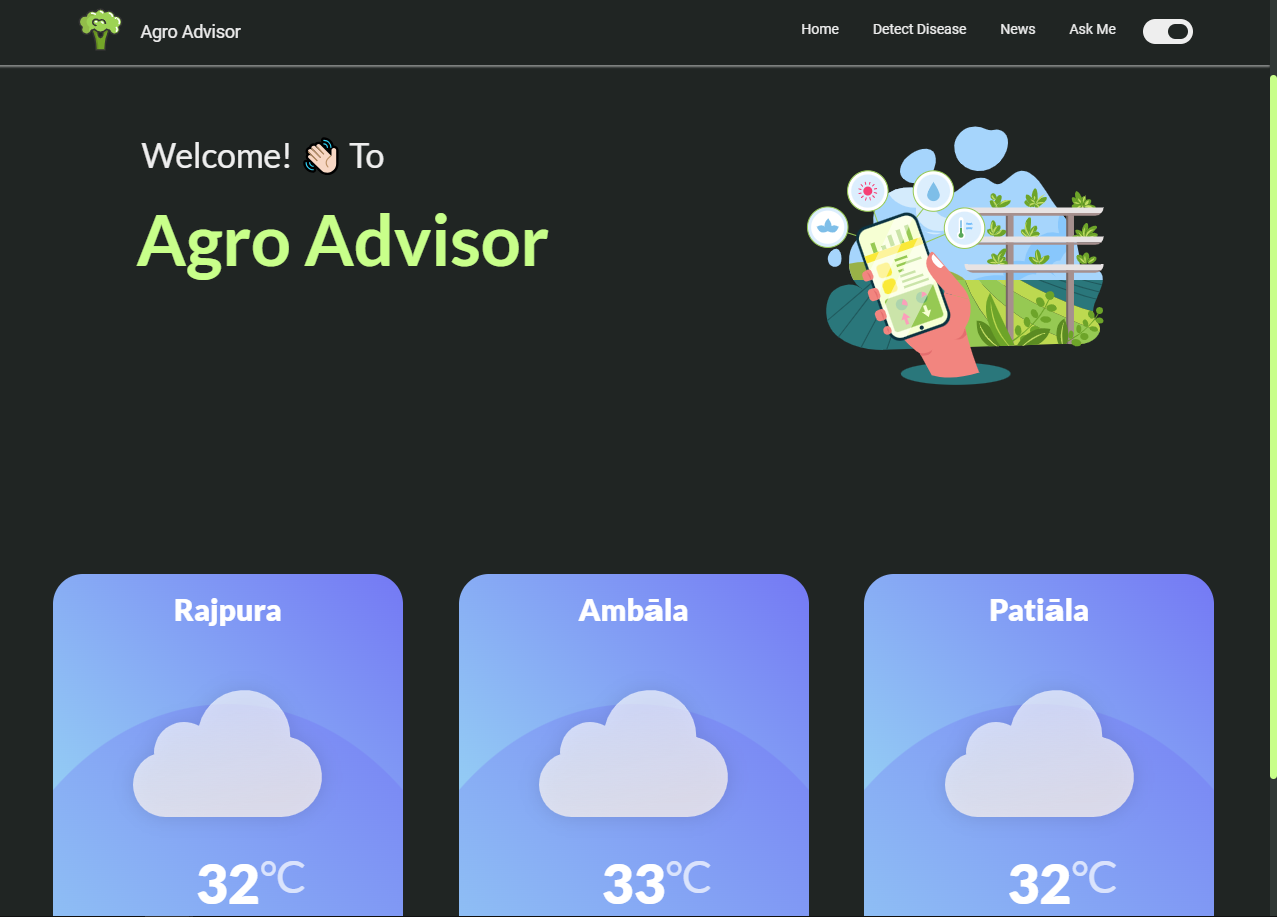 Agro Advisor
Home Detect Disease News Ask Me
Welcome! 👋🏻 To
Agro Advisor
Rajpura Ambāla Patiāla
32°C 33°C 32°C